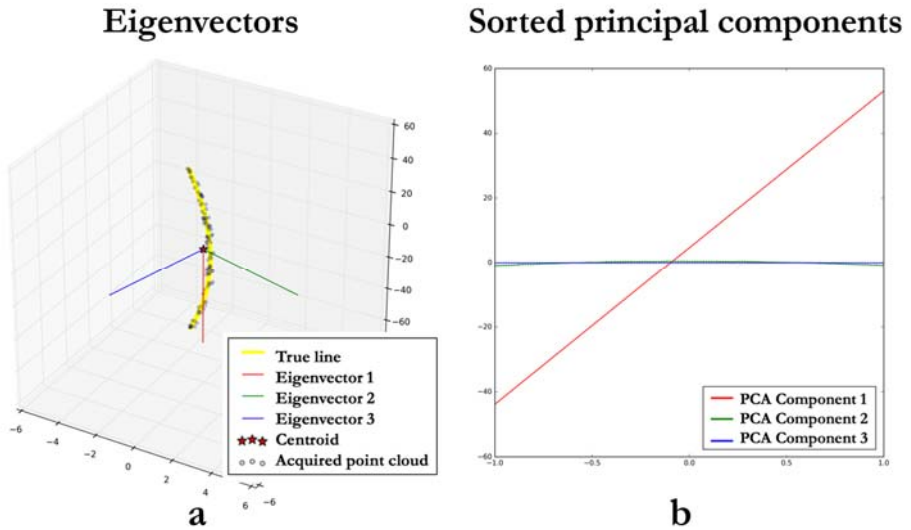 Eigenvectors
Sorted principal components
60
40
20
0
−20
−40
−60
−6
−4
−2
0
2
4
6
−6
True line
Eigenvector 1
Eigenvector 2
Eigenvector 3
Centroid
Acquired point cloud
a
60
40
20
0
−20
−40
−60
−1.0
−0.5
0.0
0.5
1.0
PCA Component 1
PCA Component 2
PCA Component 3
b